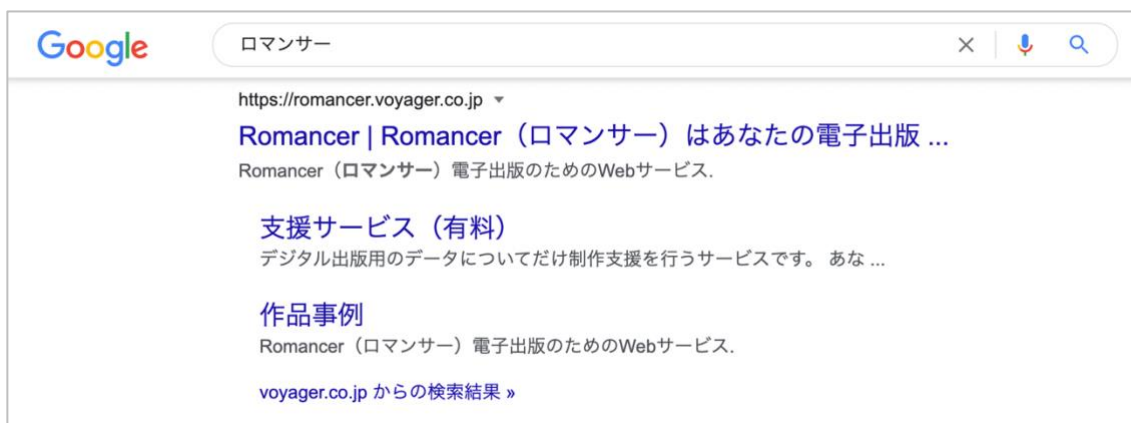 Google ロマンサー
https://romancer.voyager.co.jp
Romancer | Romancer（ロマンサー）はあなたの電子出版 ...
Romancer（ロマンサー）電子出版のためのWebサービス.
支援サービス（有料）
デジタル出版用のデータについてだけ制作支援を行うサービスです。 あな ...
作品事例
Romancer（ロマンサー）電子出版のためのWebサービス.
voyager.co.jp からの検索結果 »